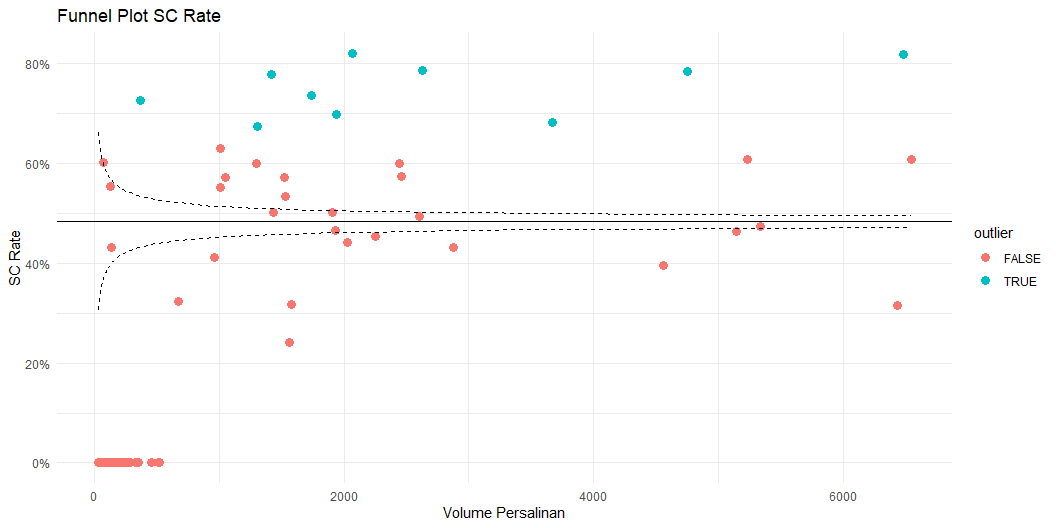 Funnel Plot SC Rate
80%
60%
40%
20%
0%
SC Rate
0
2000
4000
6000
Volume Persalinan
outlier
FALSE
TRUE